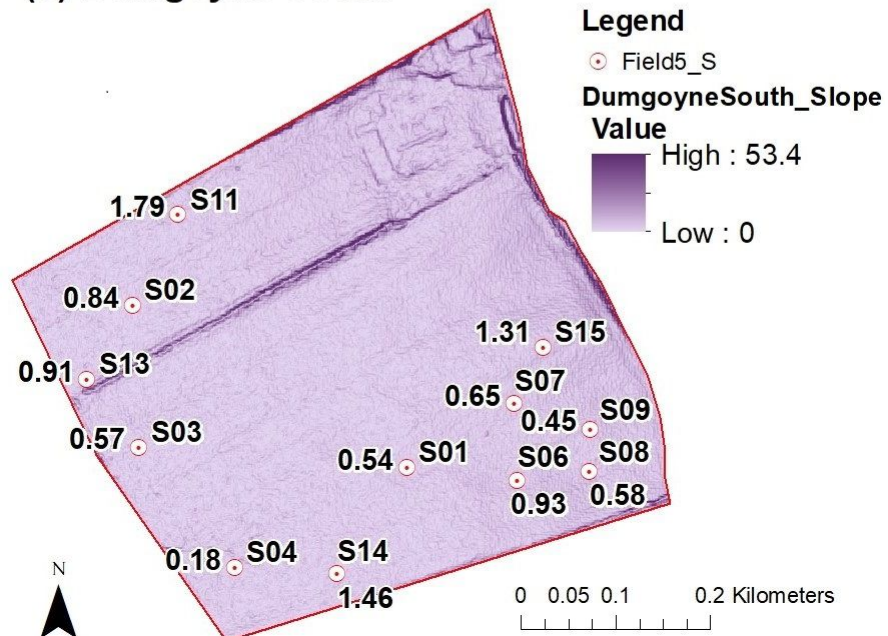 Legend
Field5_S
DumgoyneSouth_Slope
Value
High : 53.4
Low : 0
1.79 S11
0.84 S02
0.91 S13
1.31 S15
0.65 S07
0.45 S09
0.57 S03
0.54 S01
S06
0.93
S08
0.58
0.18 S04
S14
1.46
N
0 0.05 0.1 0.2 Kilometers